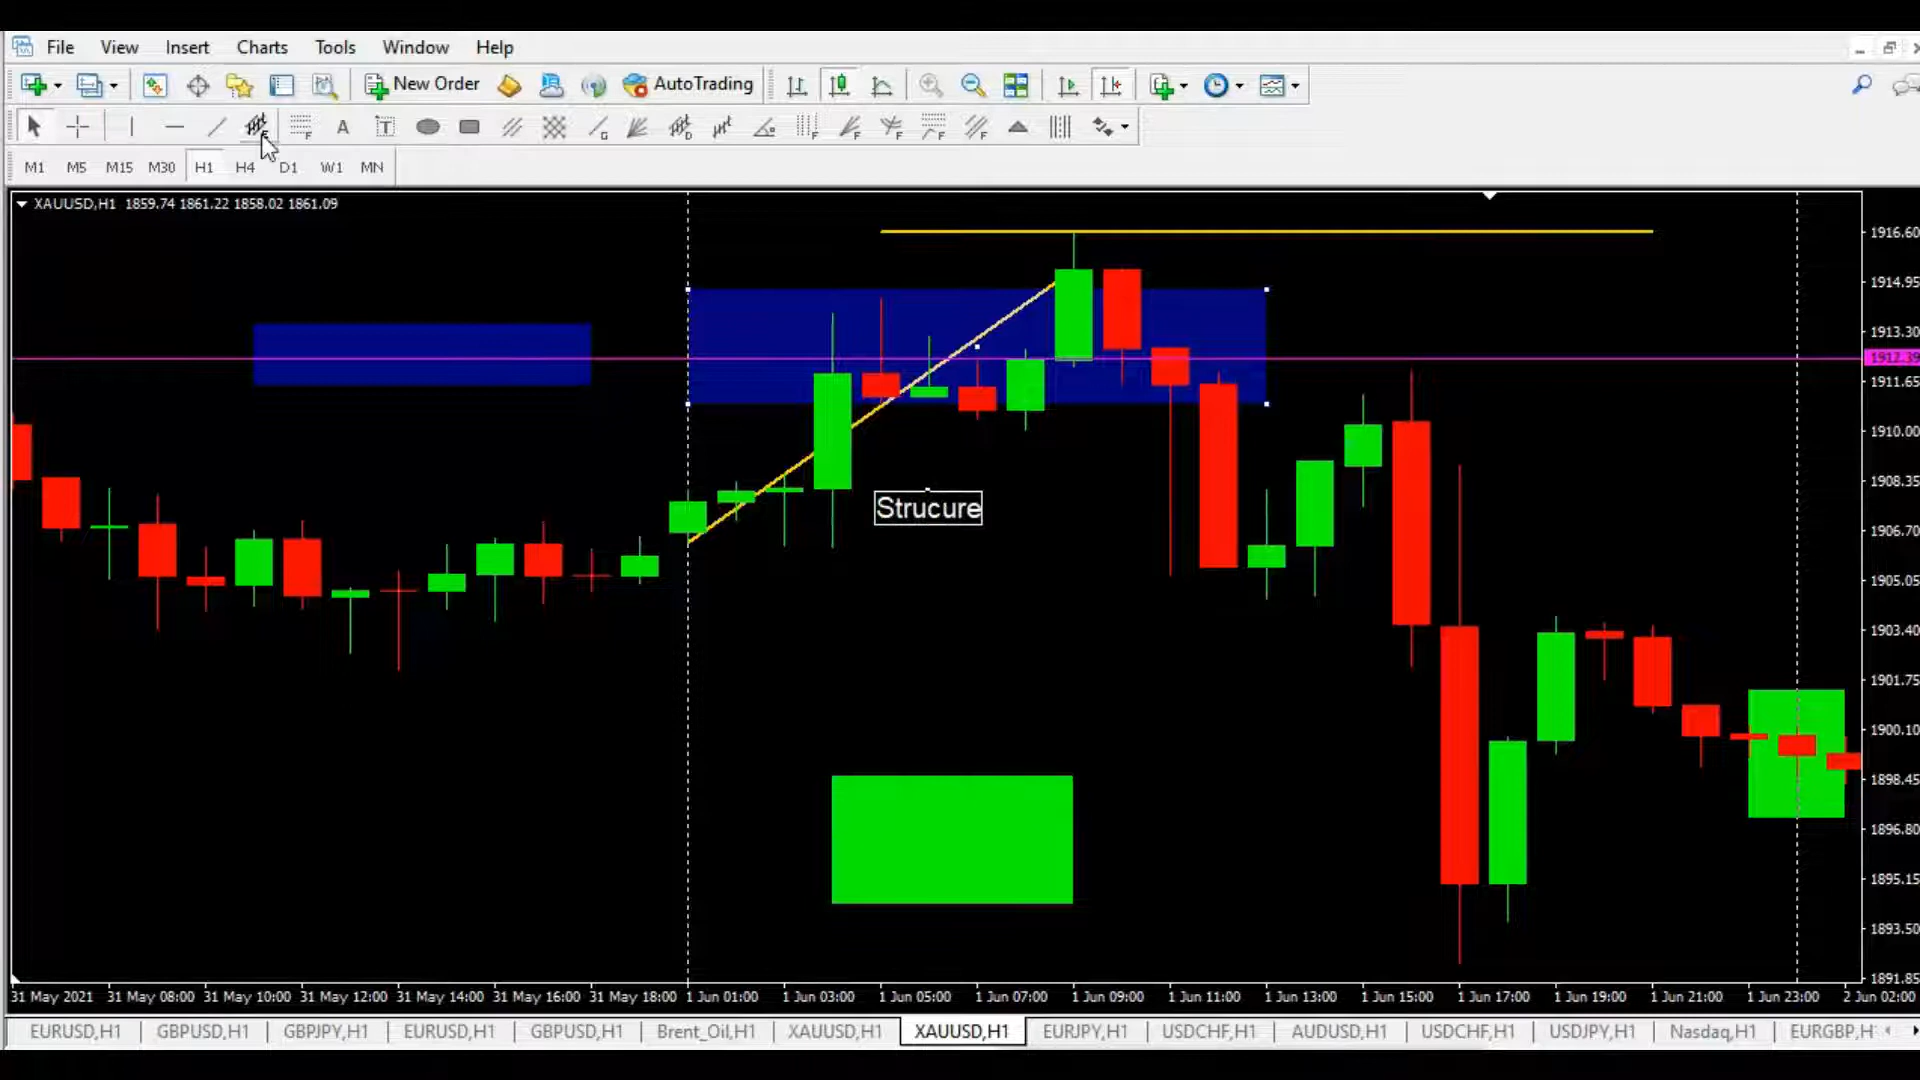 File View Insert Charts Tools Window Help
New Order AutoTrading
M1 M5 M15 M30 H1 H4 D1 W1 MN
XAUUSD,H1 1859.74 1861.22 1858.02 1861.09
1916.60
1914.95
1913.30
1912.39
1911.65
1910.00
1908.35
Strucure
1906.70
1905.05
1903.40
1901.75
1900.10
1898.45
1896.80
1895.15
1893.50
1891.85
31 May 2021 31 May 08:00 31 May 10:00 31 May 12:00 31 May 14:00 31 May 16:00 31 May 18:00 1 Jun 01:00 1 Jun 03:00 1 Jun 05:00 1 Jun 07:00 1 Jun 09:00 1 Jun 11:00 1 Jun 13:00 1 Jun 15:00 1 Jun 17:00 1 Jun 19:00 1 Jun 21:00 1 Jun 23:00 2 Jun 02:00
EURUSD,H1 GBPUSD,H1 GBPJPY,H1 EURUSD,H1 GBPUSD,H1 Brent_Oil,H1 XAUUSD,H1 XAUUSD,H1 EURJPY,H1 USDCHF,H1 AUDUSD,H1 USDCHF,H1 USDJPY,H1 Nasdaq,H1 EURGBP,H